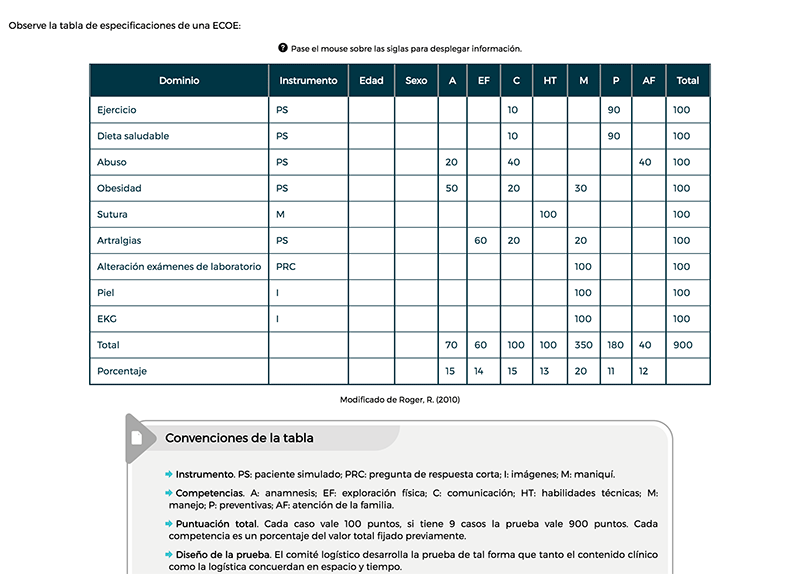 Observe la tabla de especificaciones de una ECOE:
? Pase el mouse sobre las siglas para desplegar información.
Dominio Instrumento Edad Sexo A EF C HT M P AF Total
Ejercicio PS 10 90 100
Dieta saludable PS 10 90 100
Abuso PS 20 40 40 100
Obesidad PS 50 20 30 100
Sutura M 100 100
Artralgias PS 60 20 20 100
Alteración exámenes de laboratorio PRC 100 100
Piel I 100 100
EKG I 100 100
Total 70 60 100 100 350 180 40 900
Porcentaje 15 14 15 13 20 11 12
Modificado de Roger, R. (2010)
Convenciones de la tabla
Instrumento. PS: paciente simulado; PRC: pregunta de respuesta corta; I: imágenes; M: maniquí.
Competencias. A: anamnesis; EF: exploración física; C: comunicación; HT: habilidades técnicas; M:
manejo; P: preventivas; AF: atención de la familia.
Puntuación total. Cada caso vale 100 puntos, si tiene 9 casos la prueba vale 900 puntos. Cada
competencia es un porcentaje del valor total fijado previamente.
Diseño de la prueba. El comité logístico desarrolla la prueba de tal forma que tanto el contenido clínico
como la logística concuerdan en espacio y tiempo.